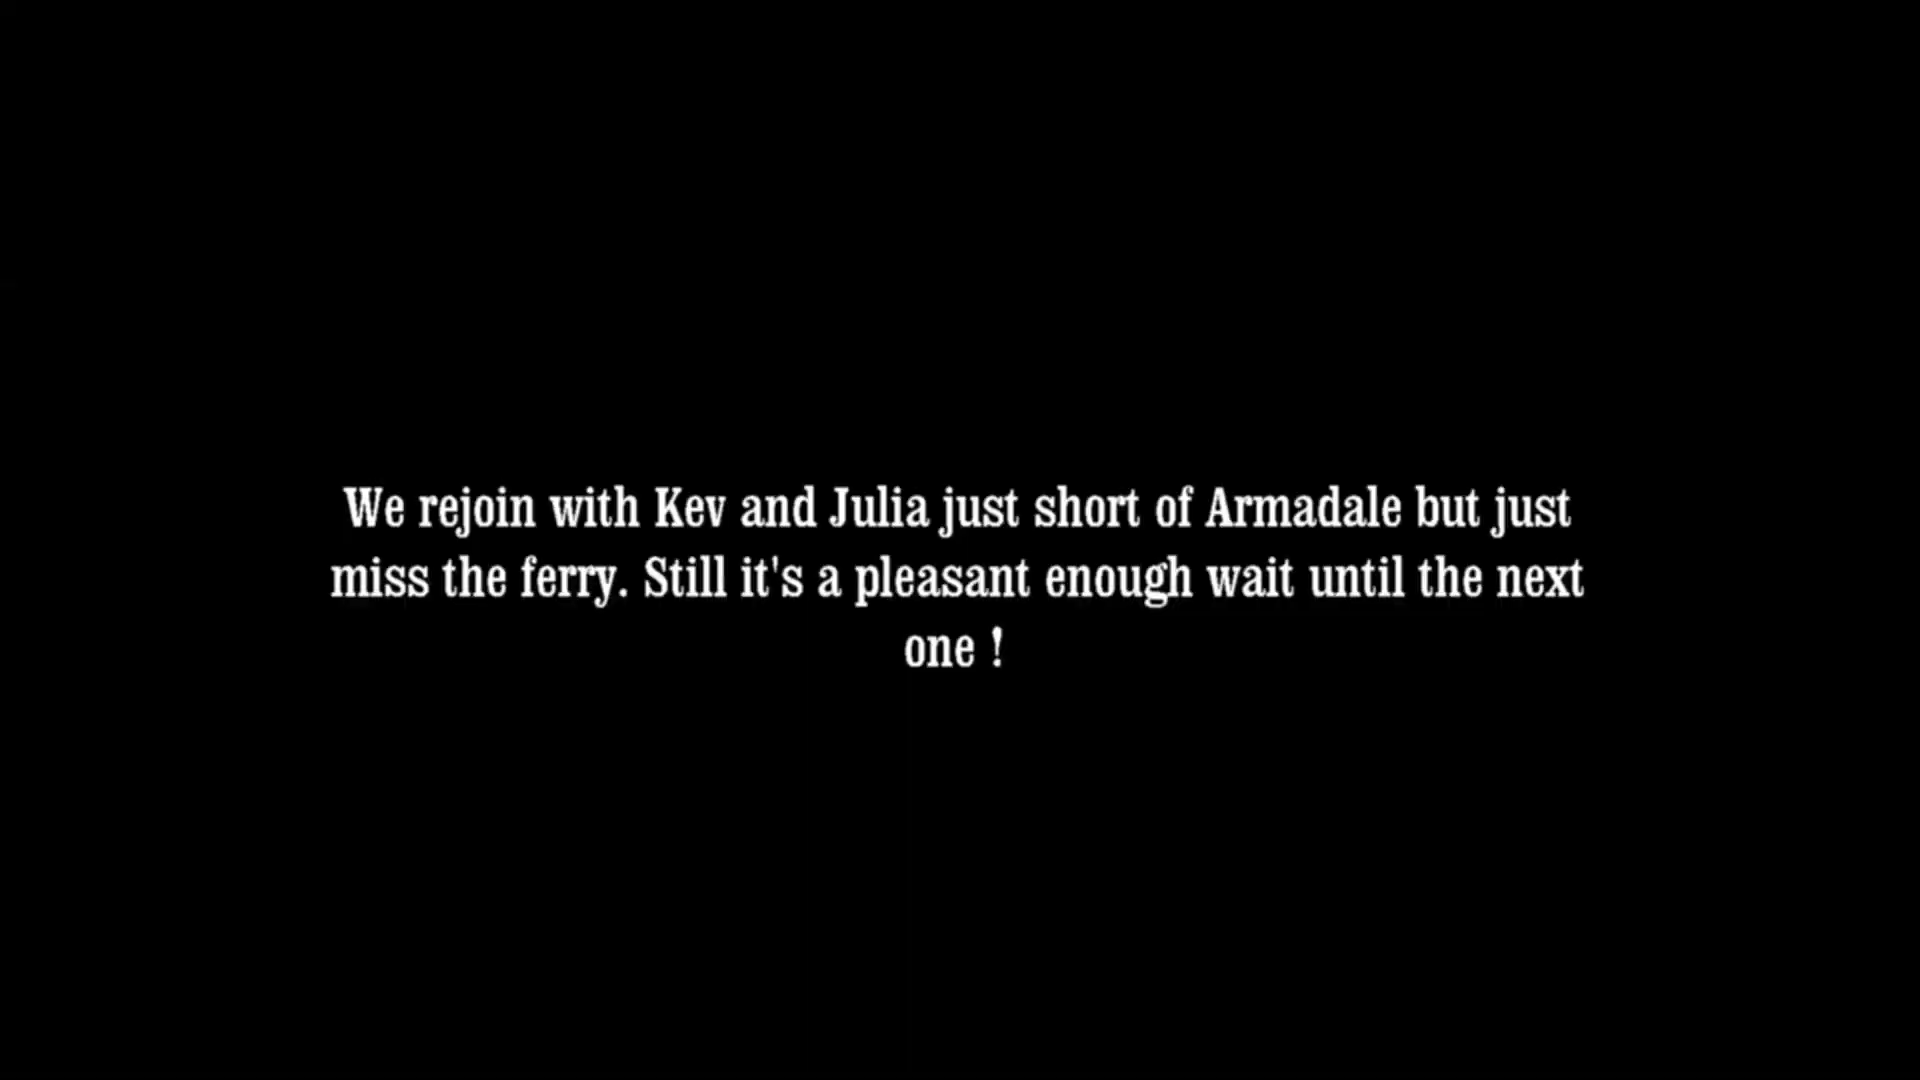 We rejoin with Kev and Julia just short of Armadale but just
miss the ferry. Still it's a pleasant enough wait until the next
one !